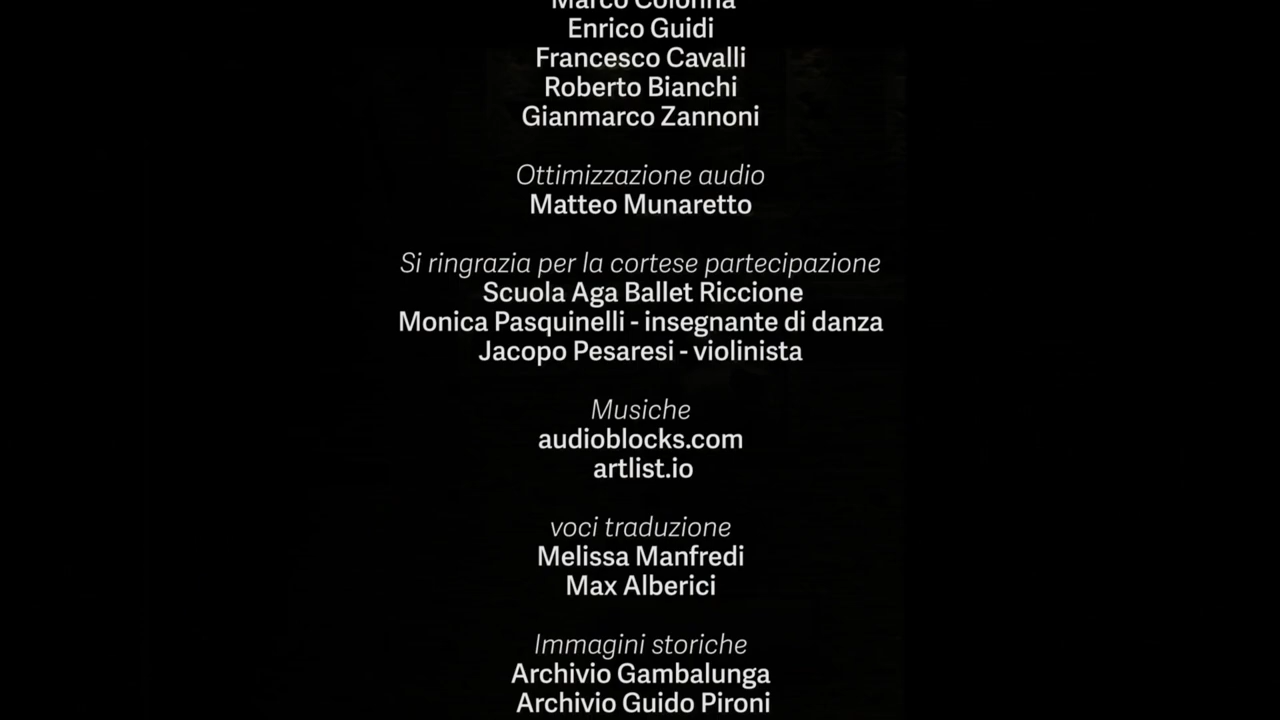 Marco Colonna
Enrico Guidi
Francesco Cavalli
Roberto Bianchi
Gianmarco Zannoni
Ottimizzazione audio
Matteo Munaretto
Si ringrazia per la cortese partecipazione
Scuola Aga Ballet Riccione
Monica Pasquinelli - insegnante di danza
Jacopo Pesaresi - violinista
Musiche
audioblocks.com
artlist.io
voci traduzione
Melissa Manfredi
Max Alberici
Immagini storiche
Archivio Gambalunga
Archivio Guido Pironi